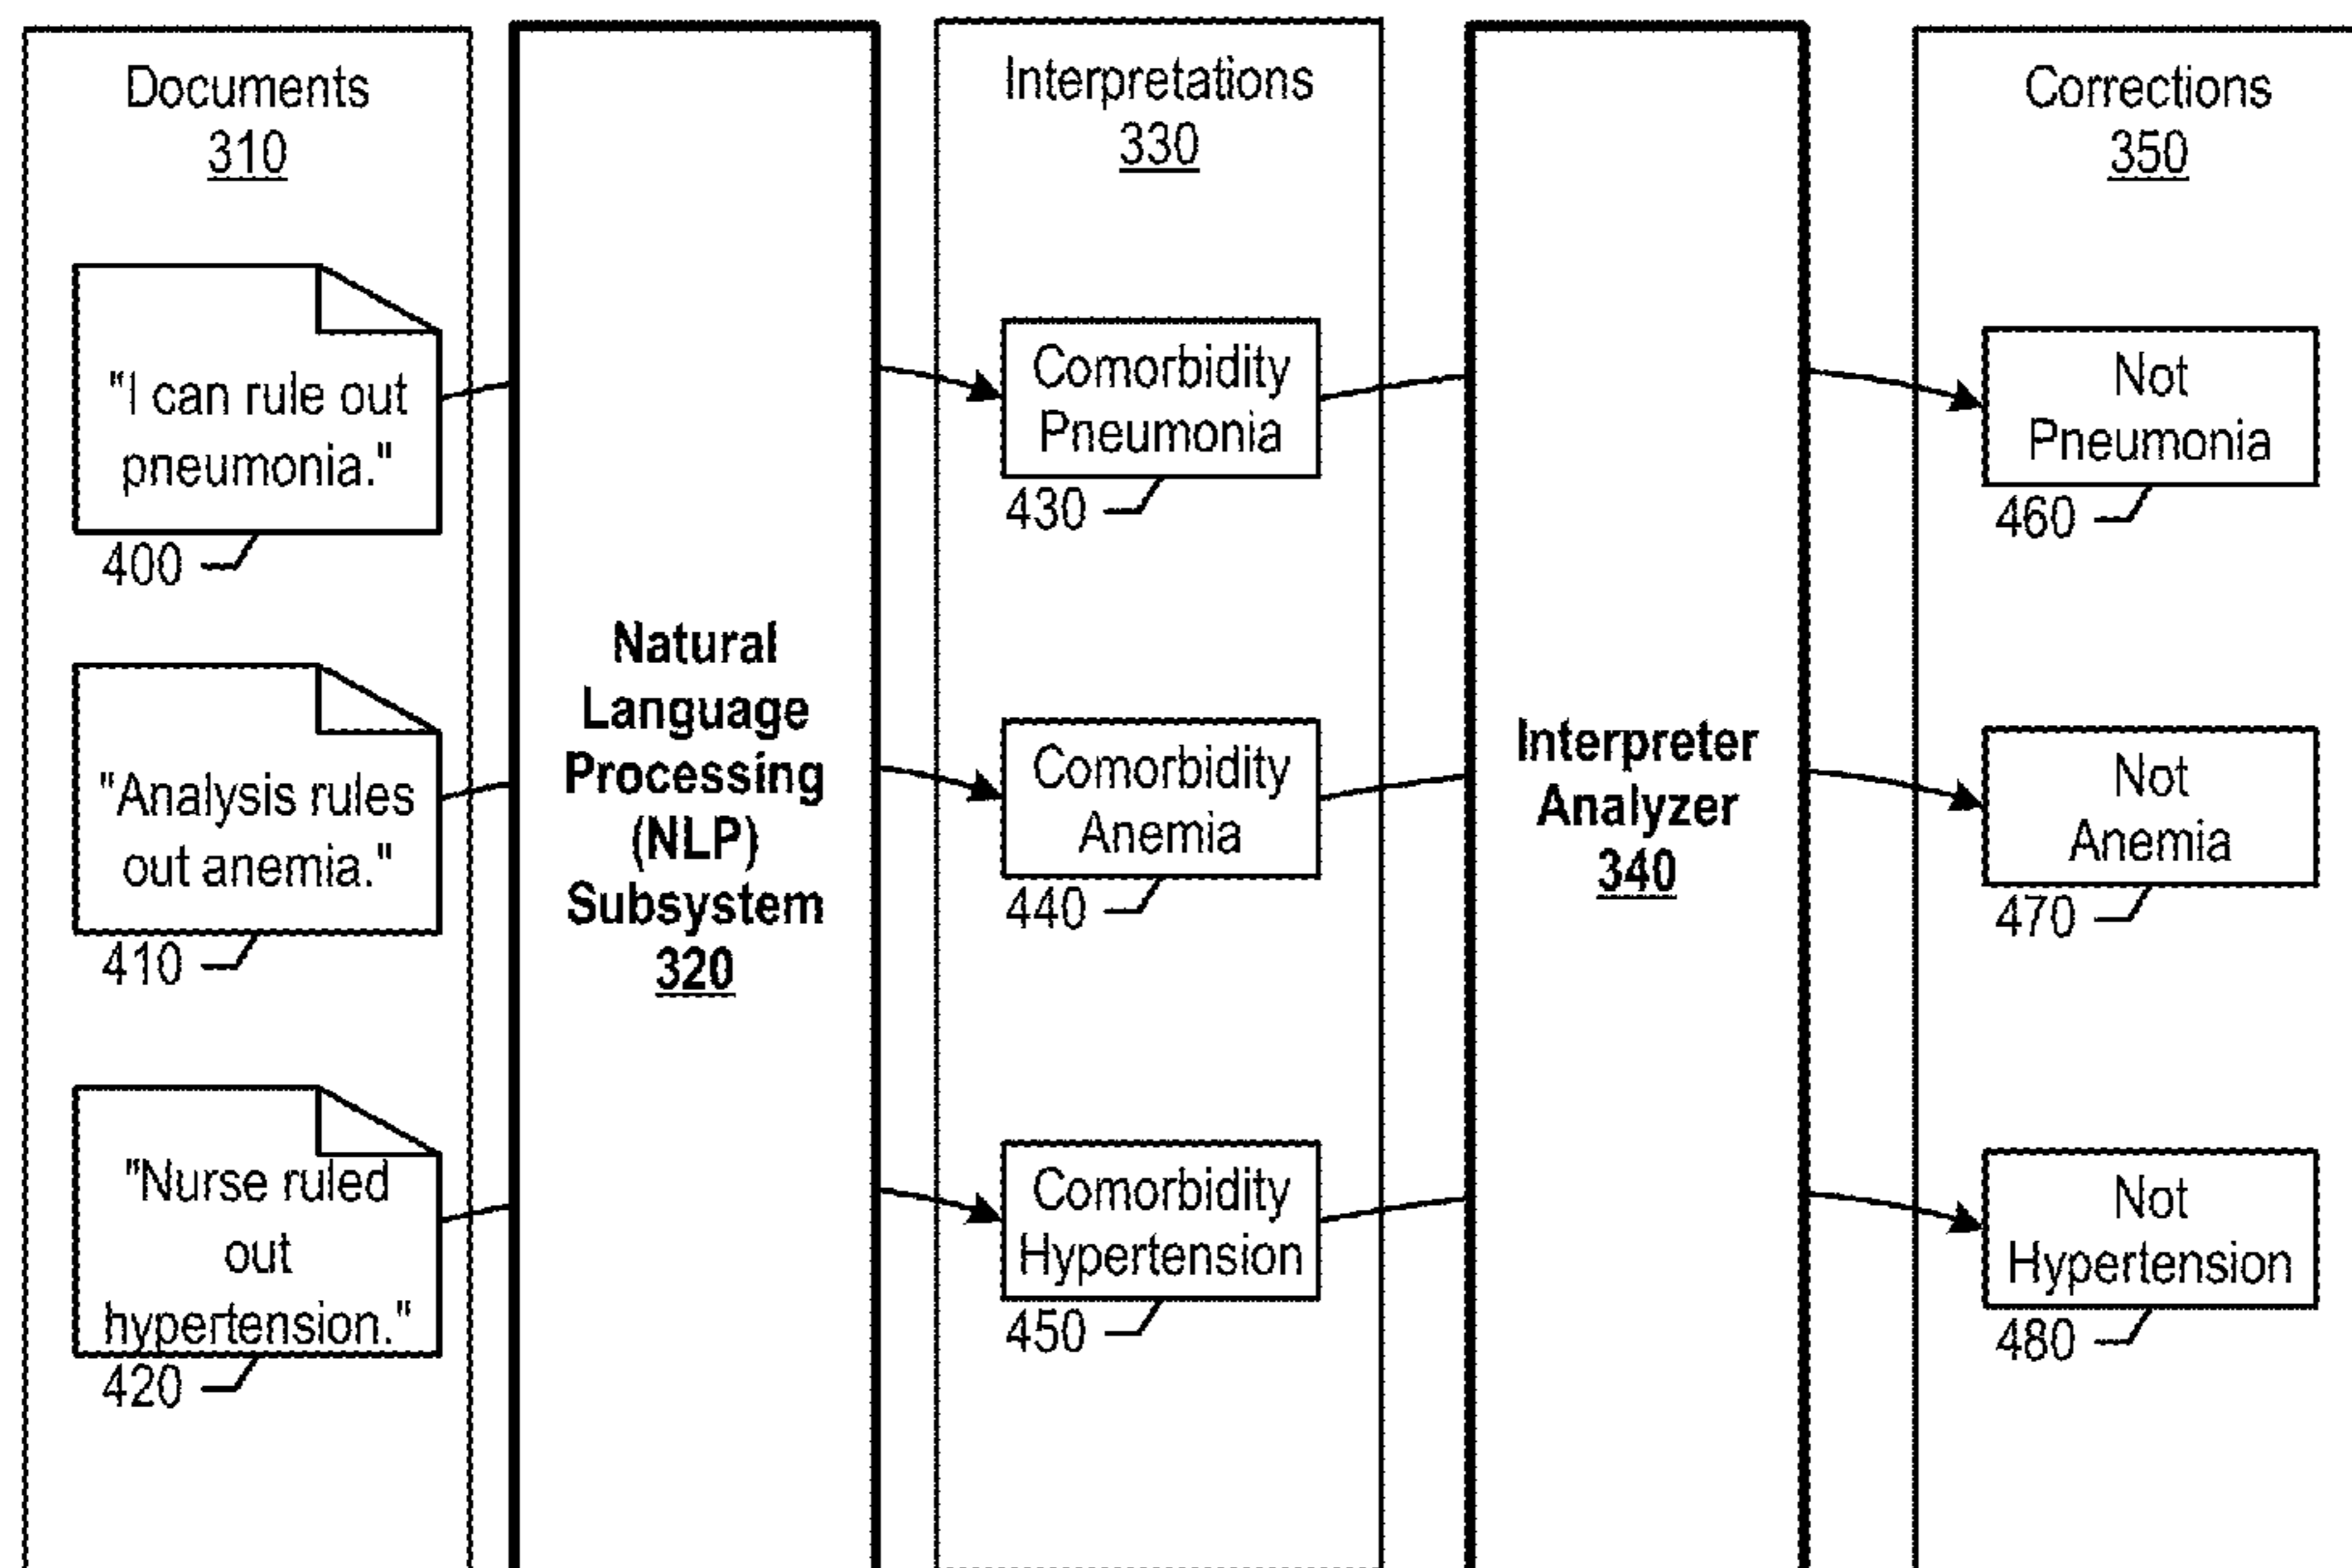 Documents
310
"I can rule out
pneumonia."
400
"Analysis rules
out anemia."
410
"Nurse ruled
out
hypertension."
420
Natural
Language
Processing
(NLP)
Subsystem
320
Interpretations
330
Comorbidity
Pneumonia
430
Comorbidity
Anemia
440
Comorbidity
Hypertension
450
Interpreter
Analyzer
340
Corrections
350
Not
Pneumonia
460
Not
Anemia
470
Not
Hypertension
480